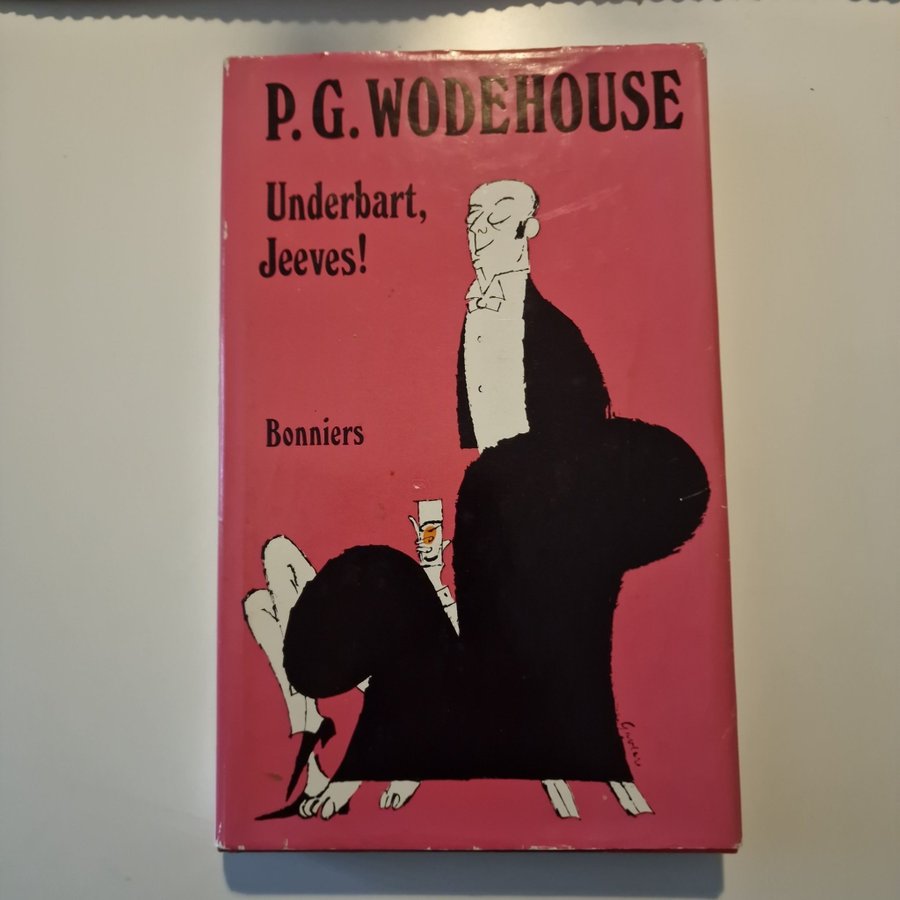 P. G. WODEHOUSE
Underbart,
Jeeves!
Bonniers